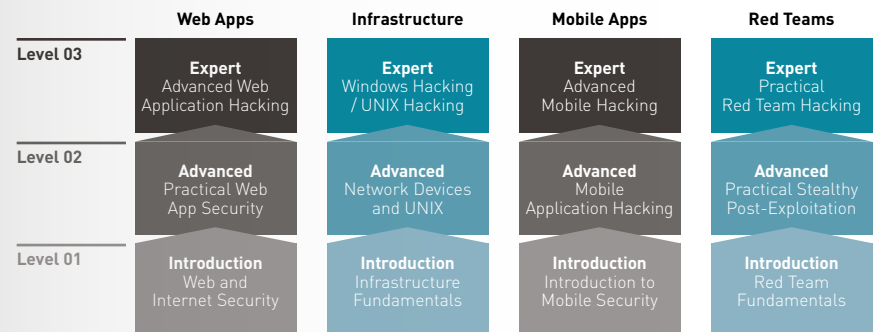 Web Apps
Infrastructure
Mobile Apps
Red Teams
Level 03
Expert
Advanced Web
Application Hacking
Expert
Windows Hacking
/ UNIX Hacking
Expert
Advanced
Mobile Hacking
Expert
Practical
Red Team Hacking
Level 02
Advanced
Practical Web
App Security
Advanced
Network Devices
and UNIX
Advanced
Mobile
Application Hacking
Advanced
Practical Stealthy
Post-Exploitation
Level 01
Introduction
Web and
Internet Security
Introduction
Infrastructure
Fundamentals
Introduction
Introduction to
Mobile Security
Introduction
Red Team
Fundamentals